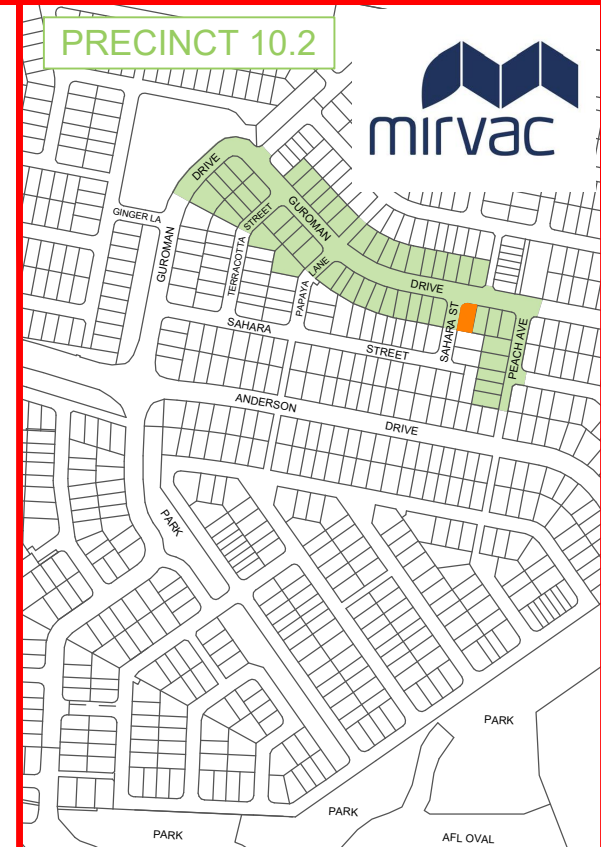 PRECINCT 10.2
mirvac
DRIVE
GINGER LA
GUROMAN
STREET
TERRACOTTA
GUROMAN
LANE
PAPAYA
DRIVE
SAHARA
STREET
SAHARA ST
PEACH AVE
ANDERSON
DRIVE
PARK
PARK
PARK
PARK
AFL OVAL